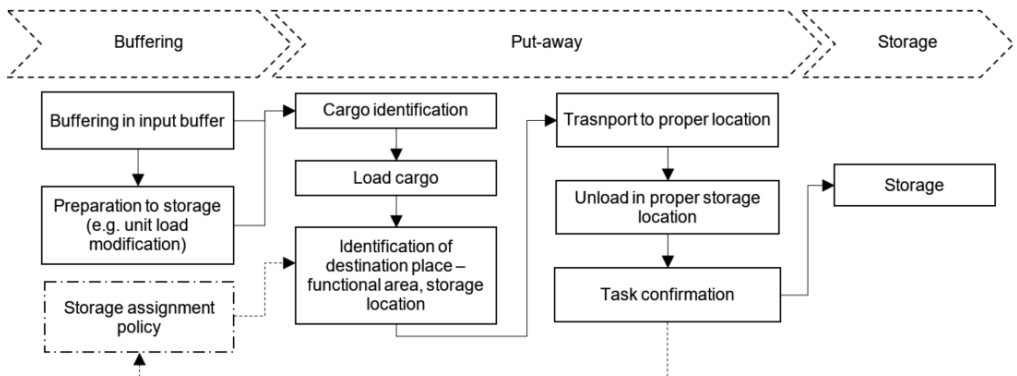 Buffering
Put-away
Storage
Buffering in input buffer
Preparation to storage
(e.g. unit load
modification)
Storage assignment
policy
Cargo identification
Load cargo
Identification of
destination place –
functional area, storage
location
Trasnport to proper location
Unload in proper storage
location
Task confirmation
Storage